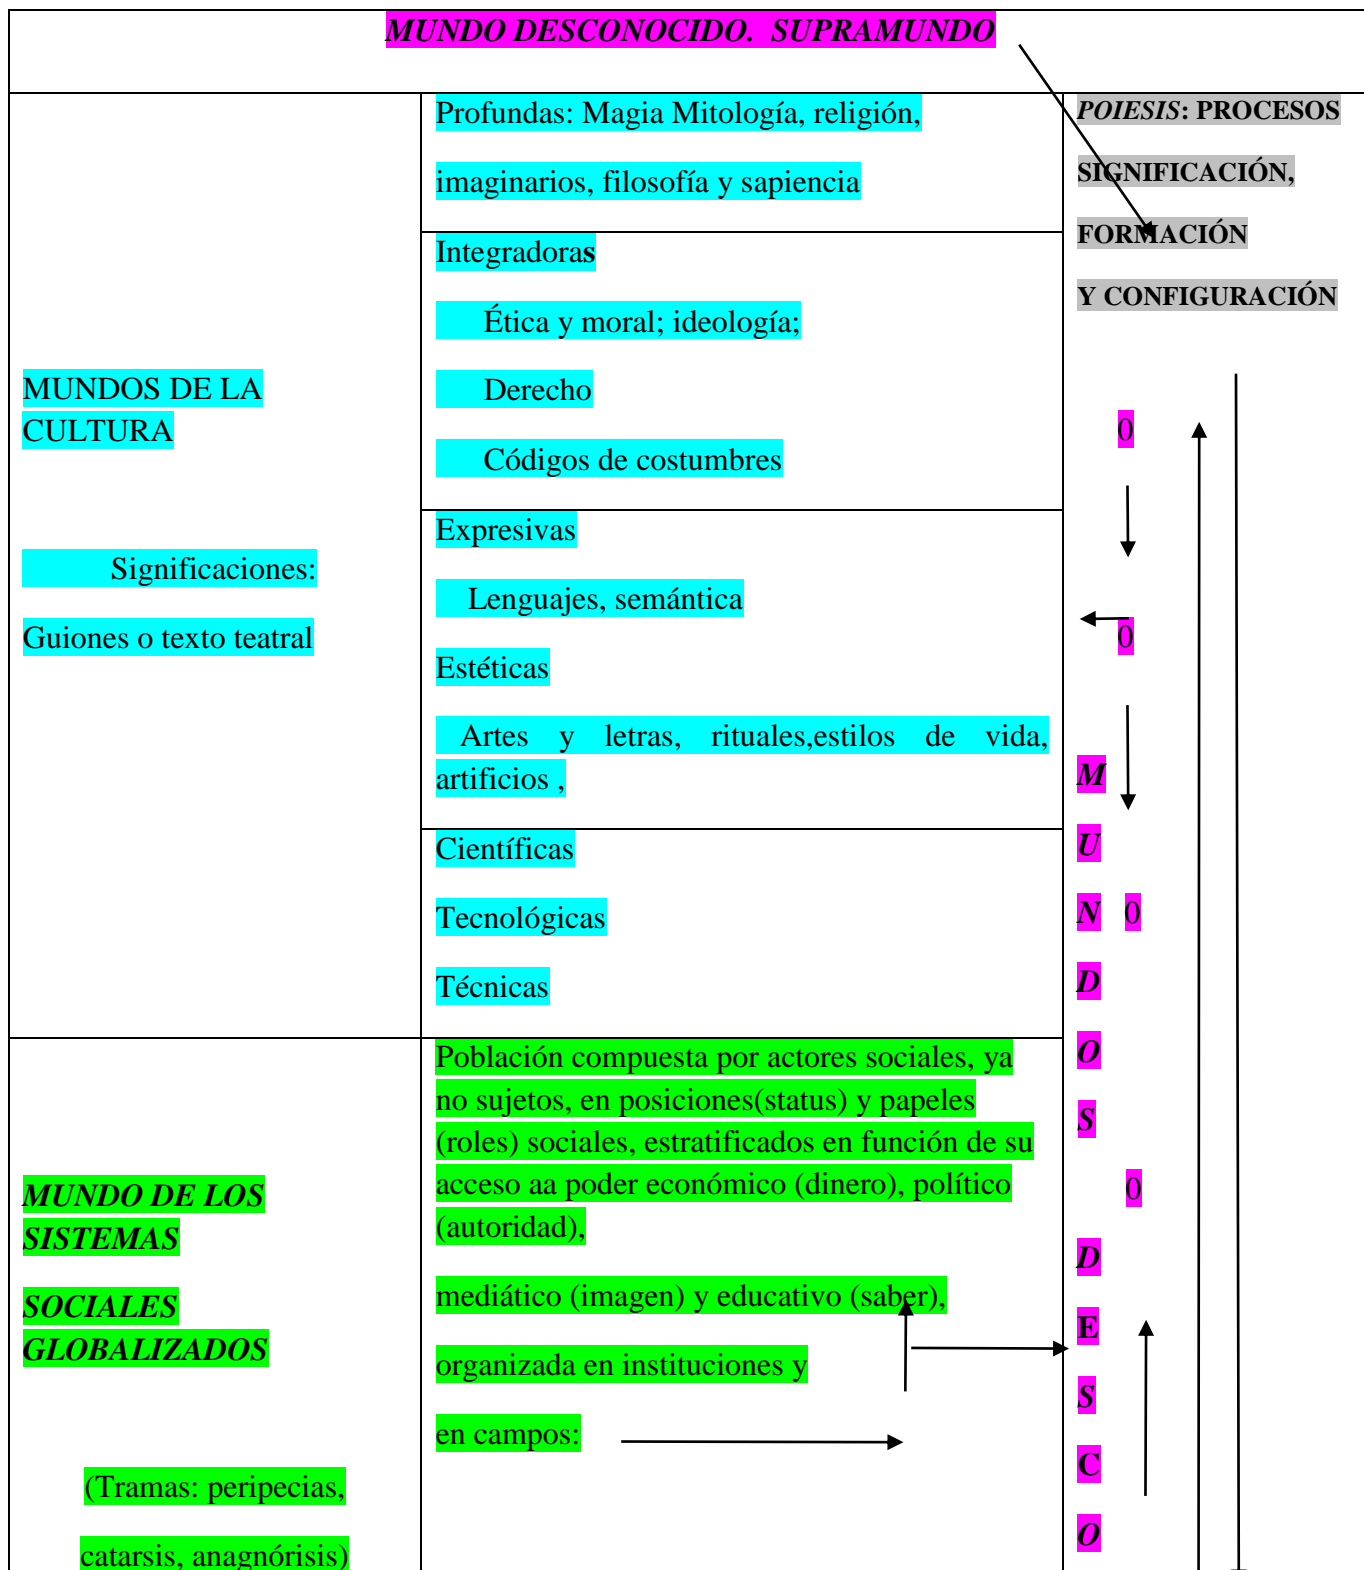 MUNDO DESCONOCIDO. SUPRAMUNDO
MUNDOS DE LA
CULTURA
Significaciones:
Guiones o texto teatral
Profundas: Magia Mitología, religión,
imaginarios, filosofía y sapiencia
Integradoras
Ética y moral; ideología;
Derecho
Códigos de costumbres
Expresivas
Lenguajes, semántica
Estéticas
Artes y letras, rituales,estilos de vida,
artificios ,
Científicas
Tecnológicas
Técnicas
POIESIS: PROCESOS
SIGNIFICACIÓN,
FORMACIÓN
Y CONFIGURACIÓN
0
0
M
U
N 0
D
O
S
0
D
E
S
C
O
MUNDO DE LOS
SISTEMAS
SOCIALES
GLOBALIZADOS
(Tramas: peripecias,
catarsis, anagnórisis)
Población compuesta por actores sociales, ya
no sujetos, en posiciones(status) y papeles
(roles) sociales, estratificados en función de su
acceso aa poder económico (dinero), político
(autoridad),
mediático (imagen) y educativo (saber),
organizada en instituciones y
en campos: